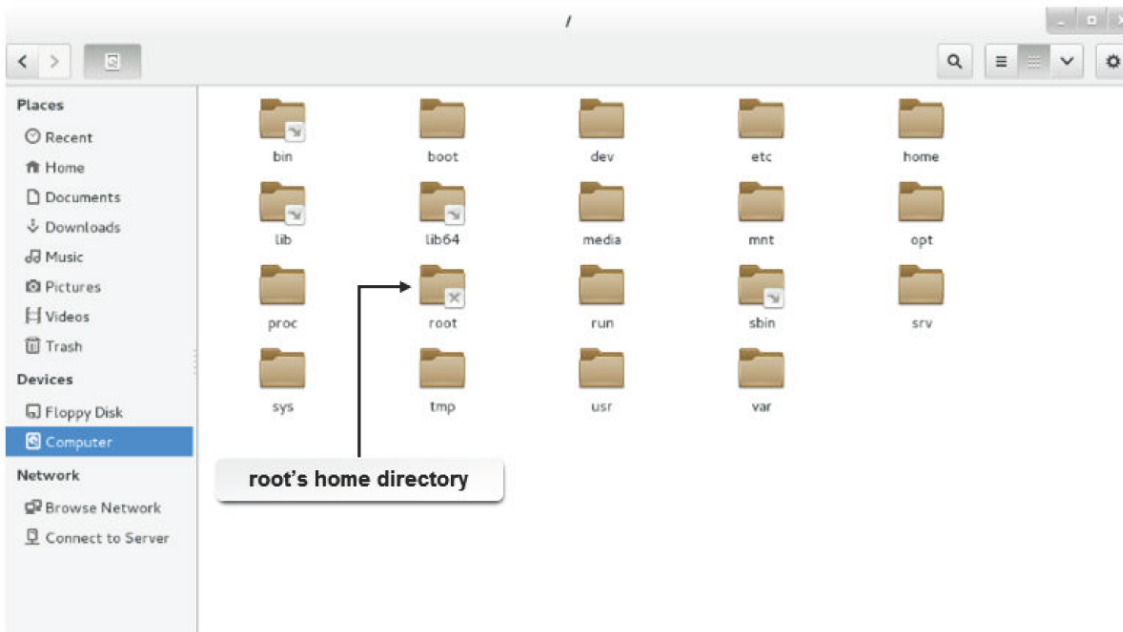 /
Places
Recent
Home
Documents
Downloads
Music
Pictures
Videos
Trash
Devices
Floppy Disk
Computer
Network
Browse Network
Connect to Server
bin boot dev etc home
lib lib64 media mnt opt
proc root run sbin srv
sys tmp usr var
root's home directory